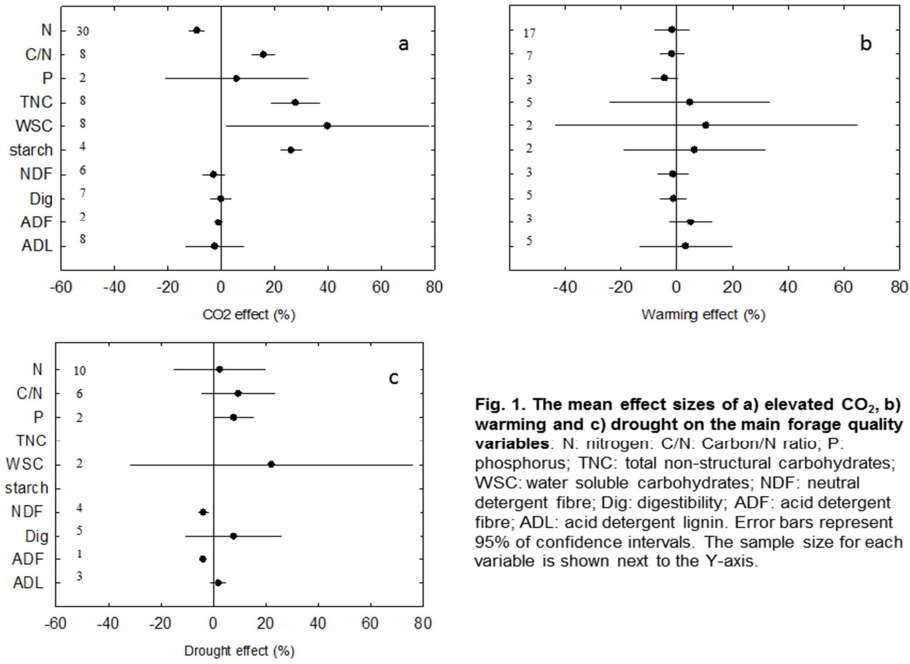 N 30
C/N 8
P 2
TNC 8
WSC 8
starch 4
NDF 6
Dig 7
ADF 2
ADL 8
a
-60 -40 -20 0 20 40 60 80
CO2 effect (%)
17
7
3
5
2
2
3
5
3
5
b
-60 -40 -20 0 20 40 60 80
Warming effect (%)
N 10
C/N 6
P 2
TNC
WSC 2
starch
NDF 4
Dig 5
ADF 1
ADL 3
c
-60 -40 -20 0 20 40 60 80
Drought effect (%)
Fig. 1. The mean effect sizes of a) elevated CO₂, b)
warming and c) drought on the main forage quality
variables: N: nitrogen: C/N: Carbon/N ratio; P:
phosphorus; TNC: total non-structural carbohydrates;
WSC: water soluble carbohydrates; NDF: neutral
detergent fibre; Dig: digestibility; ADF: acid detergent
fibre; ADL: acid detergent lignin. Error bars represent
95% of confidence intervals. The sample size for each
variable is shown next to the Y-axis.